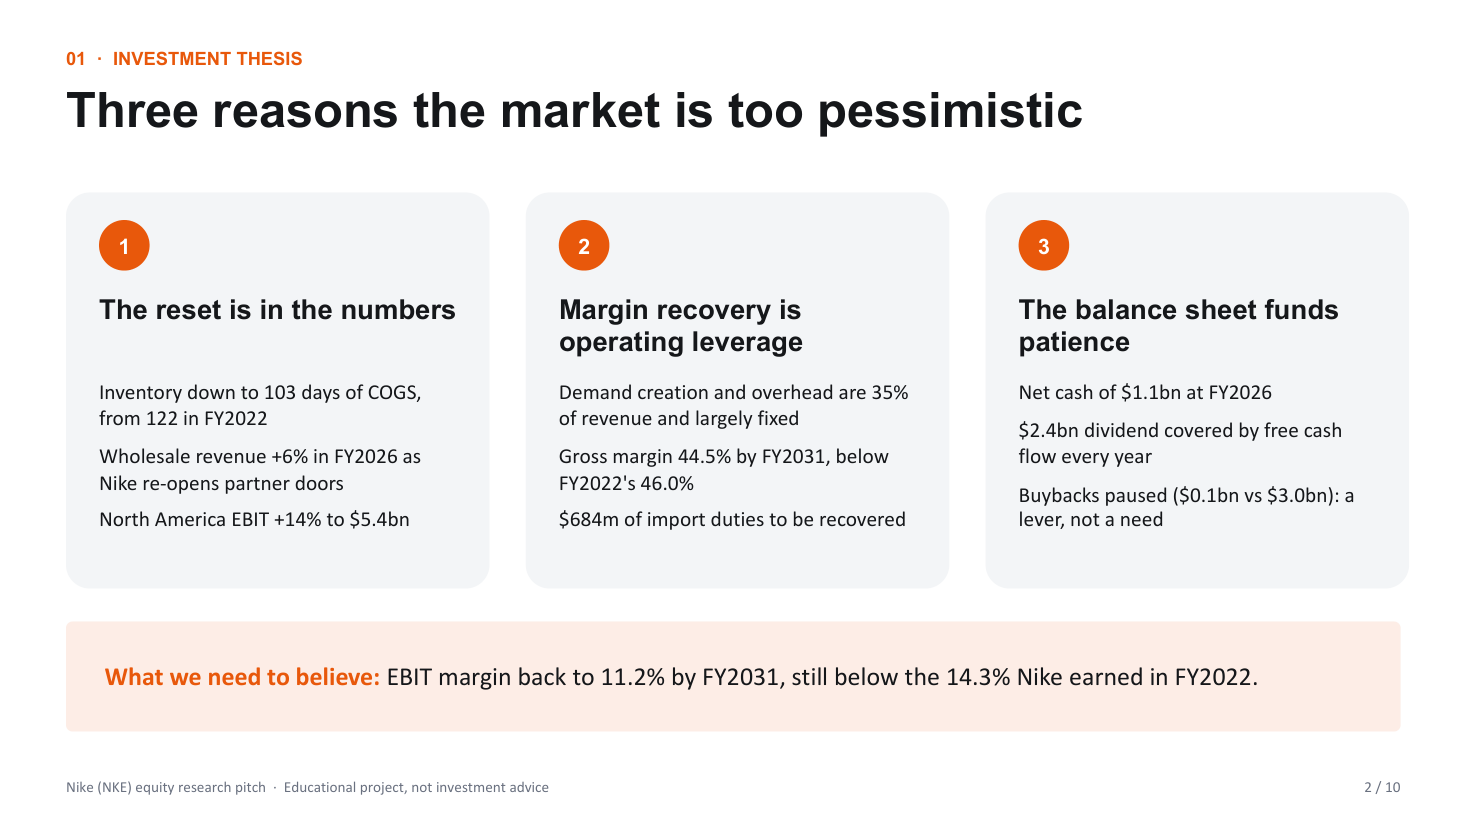 01 · INVESTMENT THESIS
Three reasons the market is too pessimistic
1
The reset is in the numbers
Inventory down to 103 days of COGS,
from 122 in FY2022
Wholesale revenue +6% in FY2026 as
Nike re-opens partner doors
North America EBIT +14% to $5.4bn
2
Margin recovery is
operating leverage
Demand creation and overhead are 35%
of revenue and largely fixed
Gross margin 44.5% by FY2031, below
FY2022's 46.0%
$684m of import duties to be recovered
3
The balance sheet funds
patience
Net cash of $1.1bn at FY2026
$2.4bn dividend covered by free cash
flow every year
Buybacks paused ($0.1bn vs $3.0bn): a
lever, not a need
What we need to believe: EBIT margin back to 11.2% by FY2031, still below the 14.3% Nike earned in FY2022.
Nike (NKE) equity research pitch · Educational project, not investment advice
2 / 10